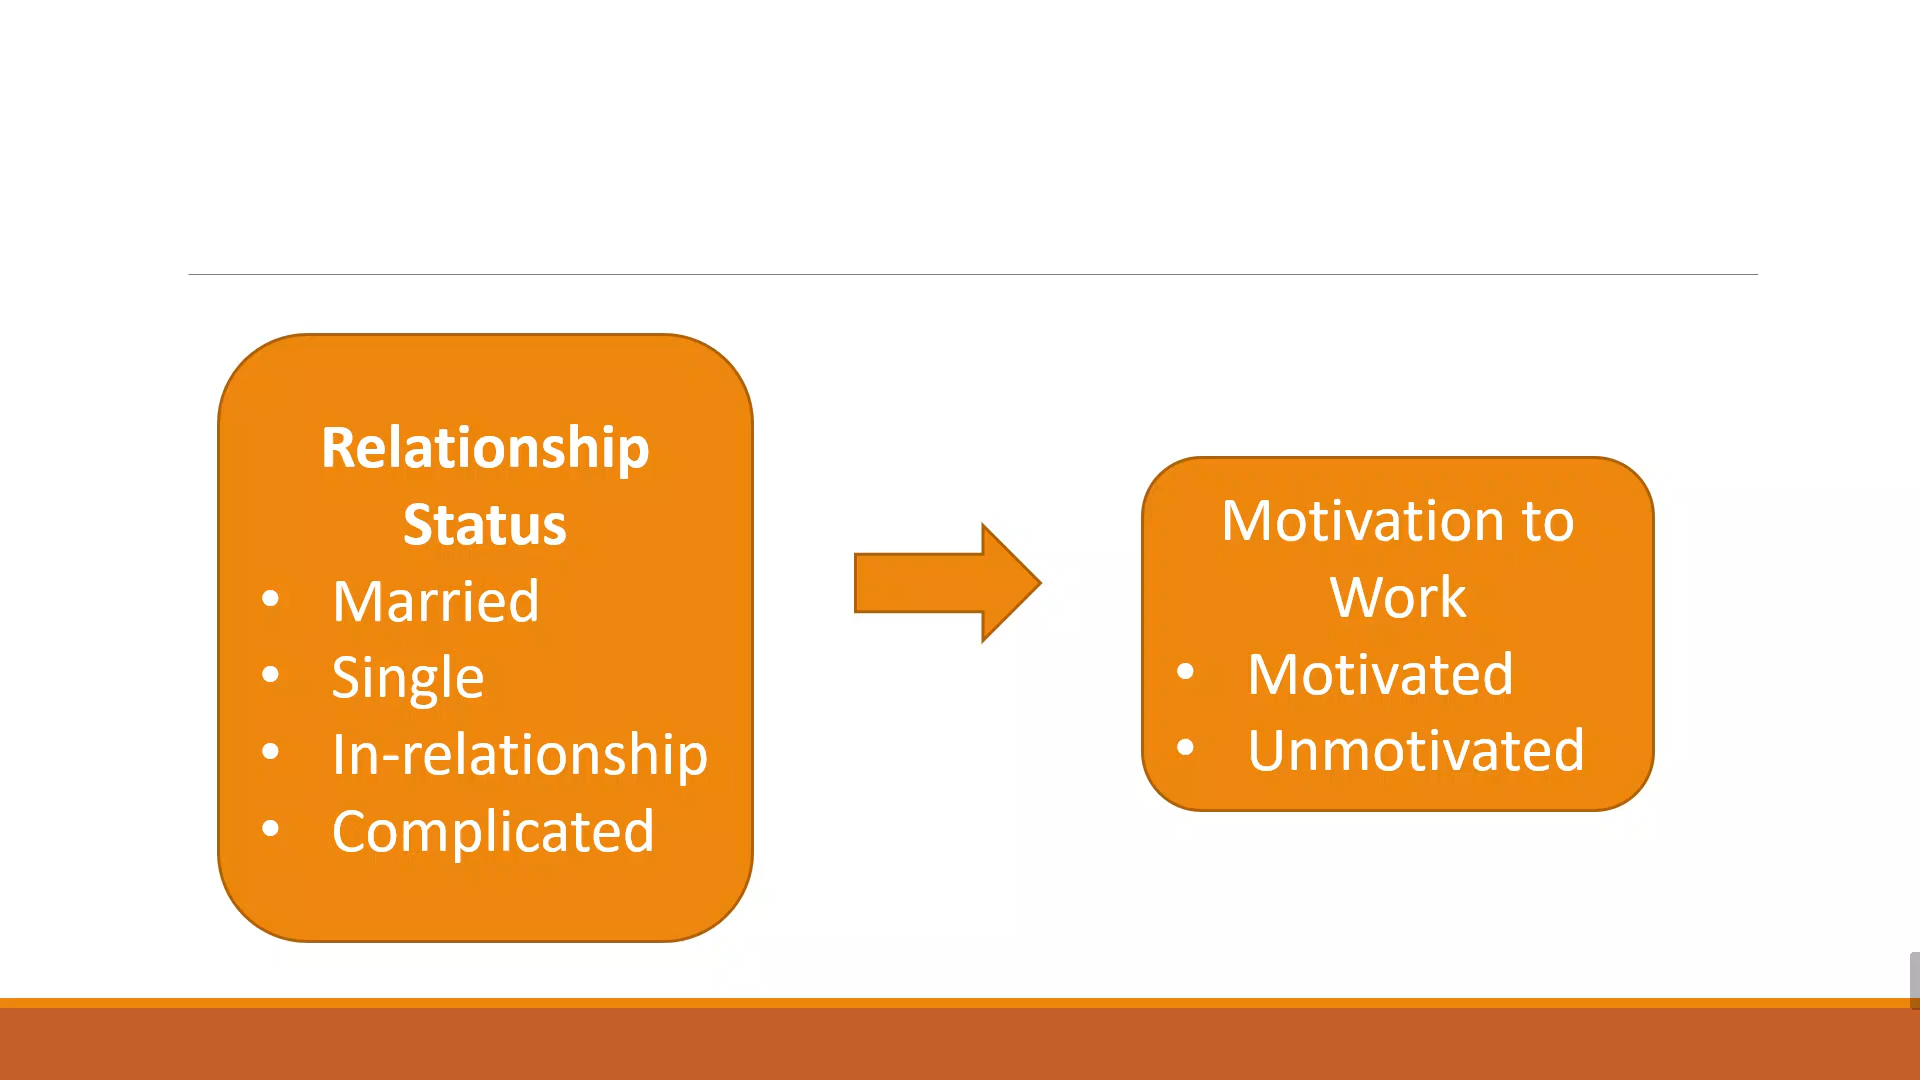 Relationship
Status
• Married
• Single
• In-relationship
• Complicated
Motivation to
Work
• Motivated
• Unmotivated